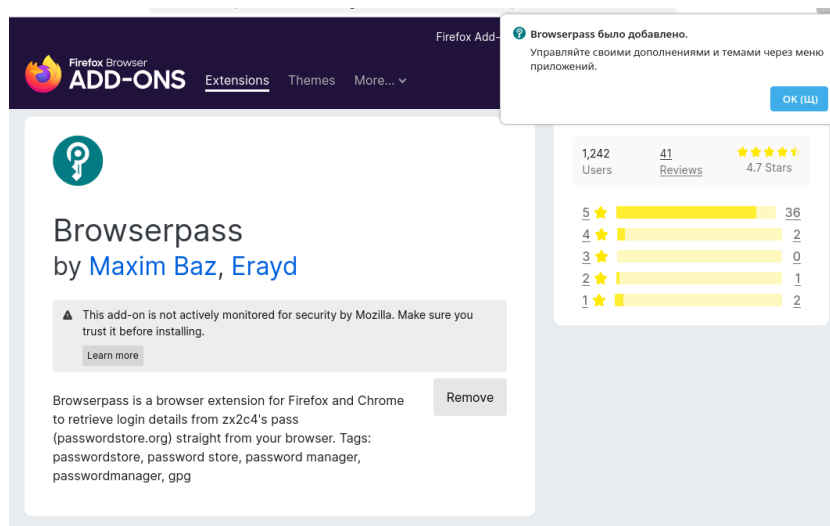 Firefox Add-
Browserpass было добавлено.
Управляйте своими дополнениями и темами через меню
приложений.
ОК (Щ)
Firefox Browser
ADD-ONS
Extensions
Themes
More...
Browserpass
by Maxim Baz, Erayd
This add-on is not actively monitored for security by Mozilla. Make sure you
trust it before installing.
Learn more
Browserpass is a browser extension for Firefox and Chrome
to retrieve login details from zx2c4's pass
(passwordstore.org) straight from your browser. Tags:
passwordstore, password store, password manager,
passwordmanager, gpg
Remove
1,242
Users
41
Reviews
4.7 Stars
5 36
4 2
3 0
2 1
1 2